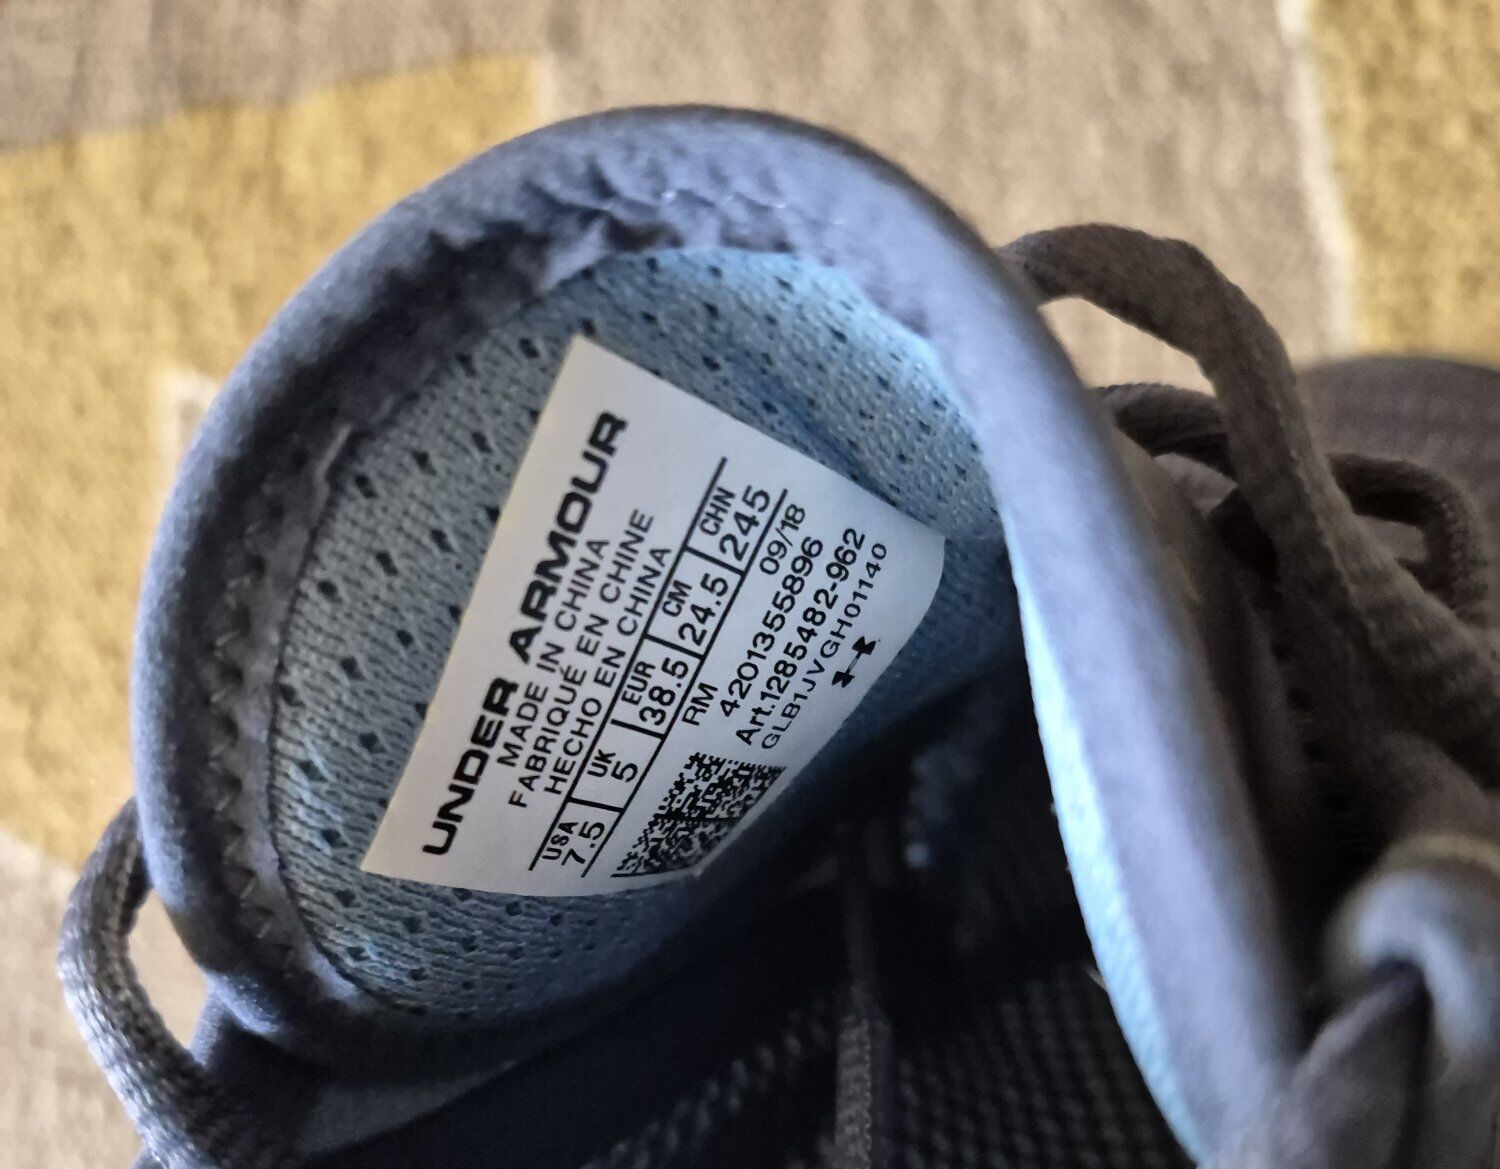 UNDER ARMOUR
MADE IN CHINA
FABRIQUÉ EN CHINE
HECHO EN CHINA
USA UK EUR CM CHN
7.5 5 38.5 24.5 245
RM 09/18
4201355896
Art.1285482-962
GLB1JVGH01140